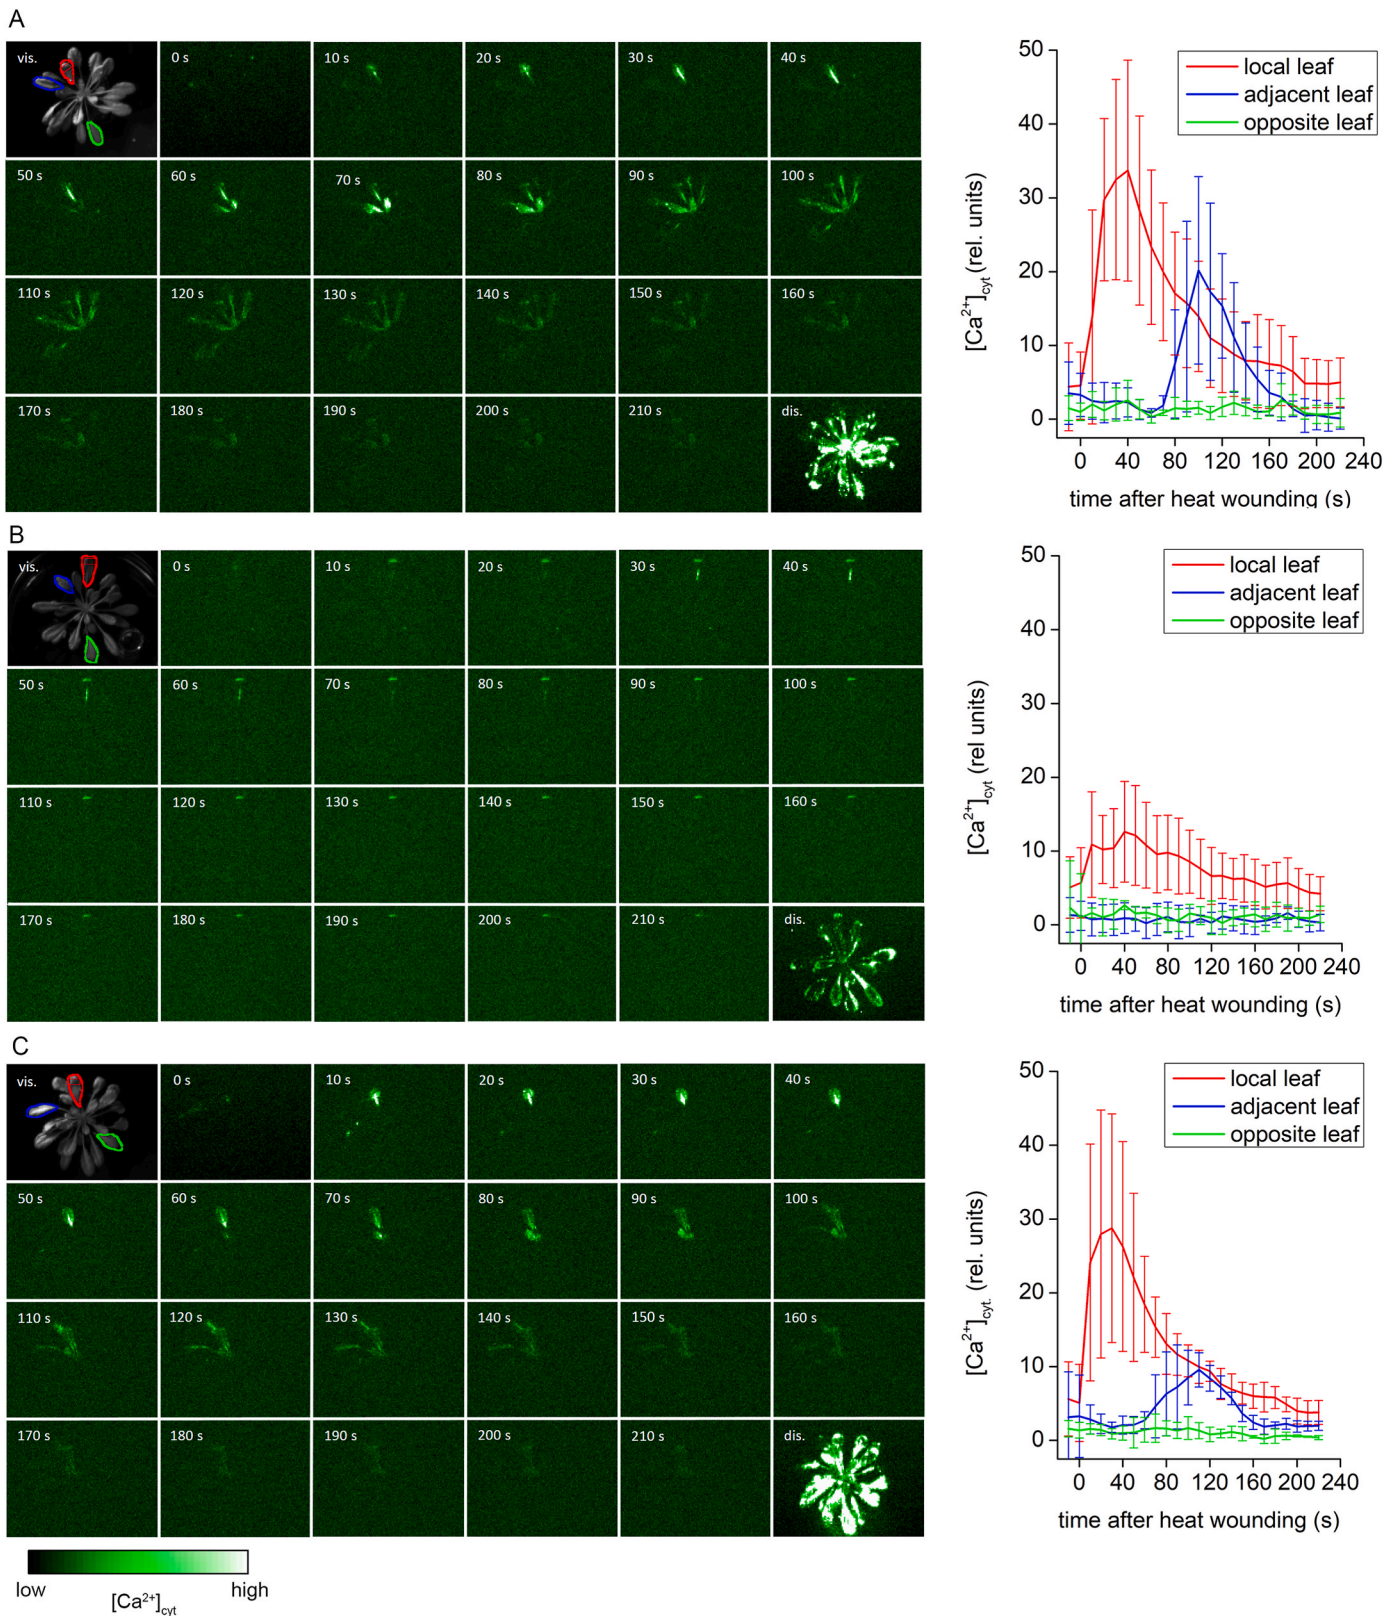 A
vis. 0 s 10 s 20 s 30 s 40 s
50 s 60 s 70 s 80 s 90 s 100 s
110 s 120 s 130 s 140 s 150 s 160 s
170 s 180 s 190 s 200 s 210 s dis.
50
40
30
20
10
0
[Ca²⁺]cyt (rel. units)
local leaf
adjacent leaf
opposite leaf
0 40 80 120 160 200 240
time after heat wounding (s)
B
vis. 0 s 10 s 20 s 30 s 40 s
50 s 60 s 70 s 80 s 90 s 100 s
110 s 120 s 130 s 140 s 150 s 160 s
170 s 180 s 190 s 200 s 210 s dis.
50
40
30
20
10
0
[Ca²⁺]cyt (rel units)
local leaf
adjacent leaf
opposite leaf
0 40 80 120 160 200 240
time after heat wounding (s)
C
vis. 0 s 10 s 20 s 30 s 40 s
50 s 60 s 70 s 80 s 90 s 100 s
110 s 120 s 130 s 140 s 150 s 160 s
170 s 180 s 190 s 200 s 210 s dis.
50
40
30
20
10
0
[Ca²⁺]cyt. (rel. units)
local leaf
adjacent leaf
opposite leaf
0 40 80 120 160 200 240
time after heat wounding (s)
low high
[Ca²⁺]cyt